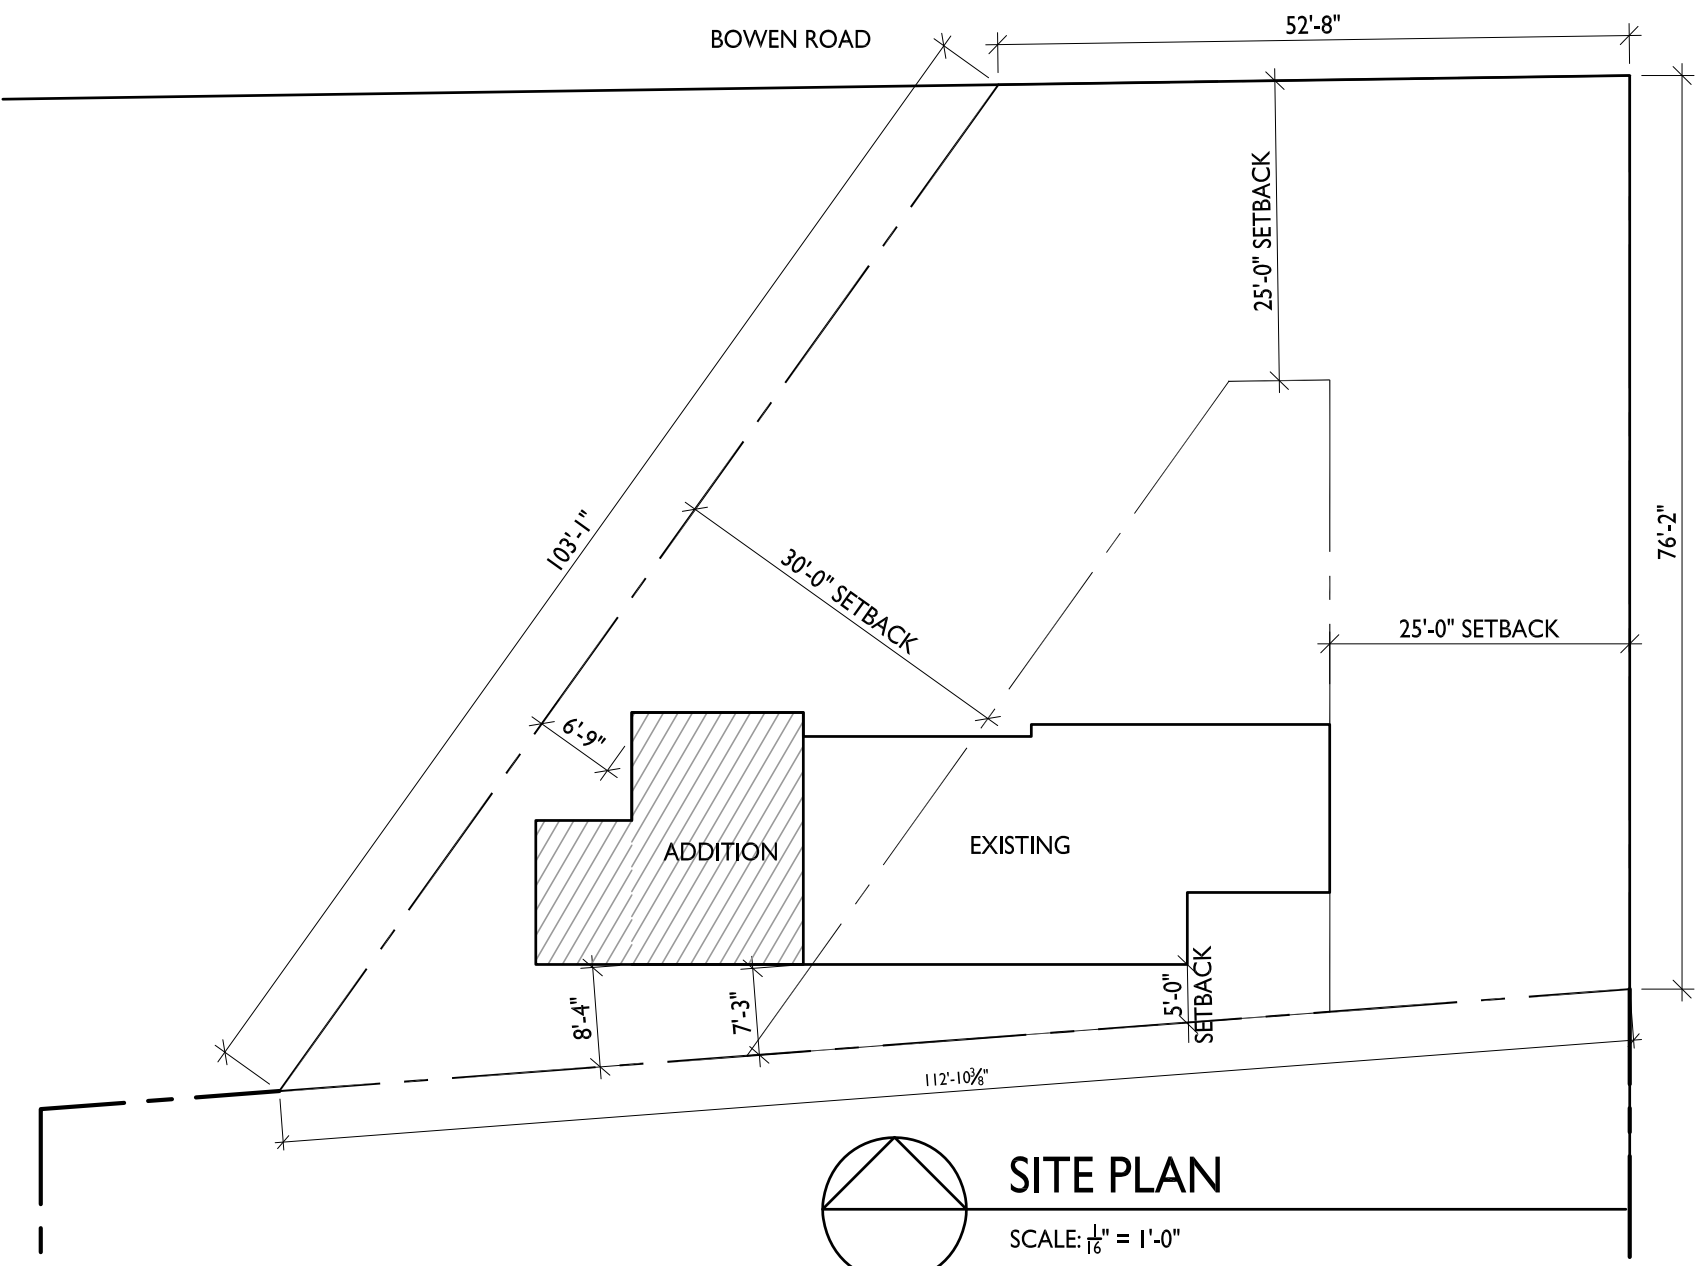 BOWEN ROAD
52'-8"
25'-0" SETBACK
103'-1"
76'-2"
30'-0" SETBACK
25'-0" SETBACK
6'-9"
ADDITION
EXISTING
8'-4"
7'-3"
5'-0"
SETBACK
112'-10⅜"
SITE PLAN
SCALE: 1/16" = 1'-0"